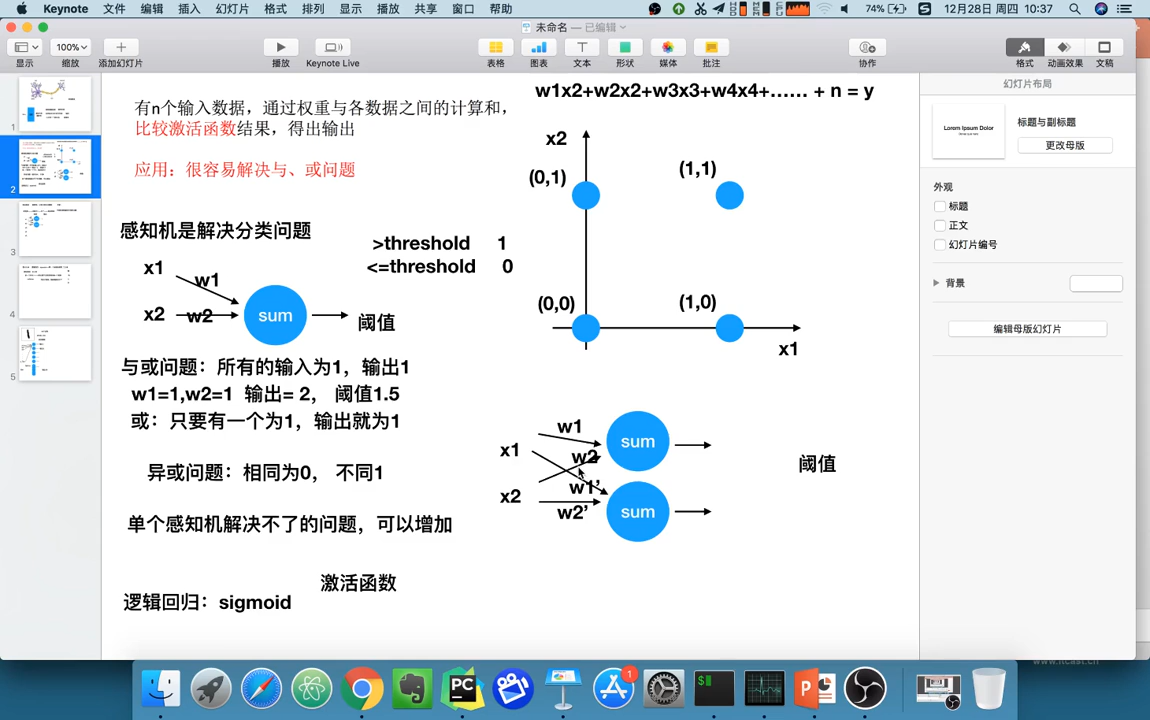 Keynote 文件 编辑 插入 幻灯片 格式 排列 显示 播放 共享 窗口 帮助 74% 12月28日 周四 10:37
未命名 — 已编辑
100%
显示 缩放 添加幻灯片 播放 Keynote Live 表格 图表 文本 形状 媒体 批注 协作 格式 动画效果 文稿
1
2
3
4
5
有n个输入数据，通过权重与各数据之间的计算和，
比较激活函数结果，得出输出
应用：很容易解决与、或问题
感知机是解决分类问题
>threshold 1
<=threshold 0
x1
w1
x2
w2
sum
阈值
与或问题：所有的输入为1，输出1
w1=1,w2=1 输出= 2， 阈值1.5
或：只要有一个为1，输出就为1
异或问题：相同为0， 不同1
单个感知机解决不了的问题，可以增加
激活函数
逻辑回归：sigmoid
w1x2+w2x2+w3x3+w4x4+...... + n = y
x2
(0,1)
(1,1)
(0,0)
(1,0)
x1
w1
x1
w2
sum
w1’
x2
w2’
sum
阈值
幻灯片布局
Lorem Ipsum Dolor
标题与副标题
更改母版
外观
标题
正文
幻灯片编号
背景
编辑母版幻灯片
PC
1
$
P
www.itcast.cn